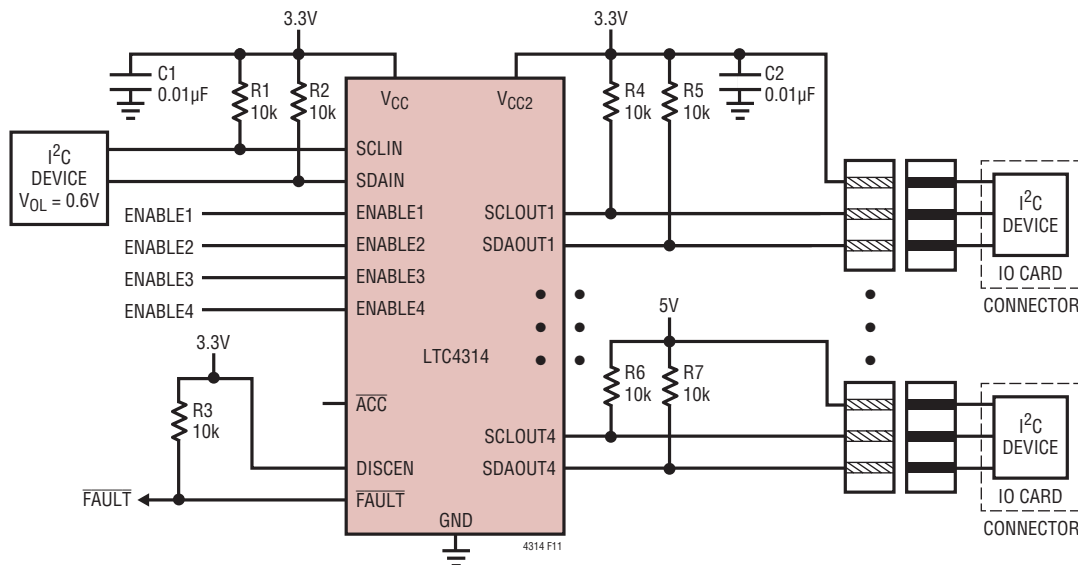 3.3V
3.3V
C1
0.01µF
R1
10k
R2
10k
VCC
VCC2
R4
10k
R5
10k
C2
0.01µF
I2C
DEVICE
VOL = 0.6V
SCLIN
SDAIN
ENABLE1
ENABLE1
ENABLE2
ENABLE2
ENABLE3
ENABLE3
ENABLE4
ENABLE4
SCLOUT1
SDAOUT1
I2C
DEVICE
IO CARD
CONNECTOR
3.3V
R3
10k
LTC4314
5V
R6
10k
R7
10k
ACC
SCLOUT4
SDAOUT4
DISCEN
FAULT
FAULT
GND
4314 F11
I2C
DEVICE
IO CARD
CONNECTOR